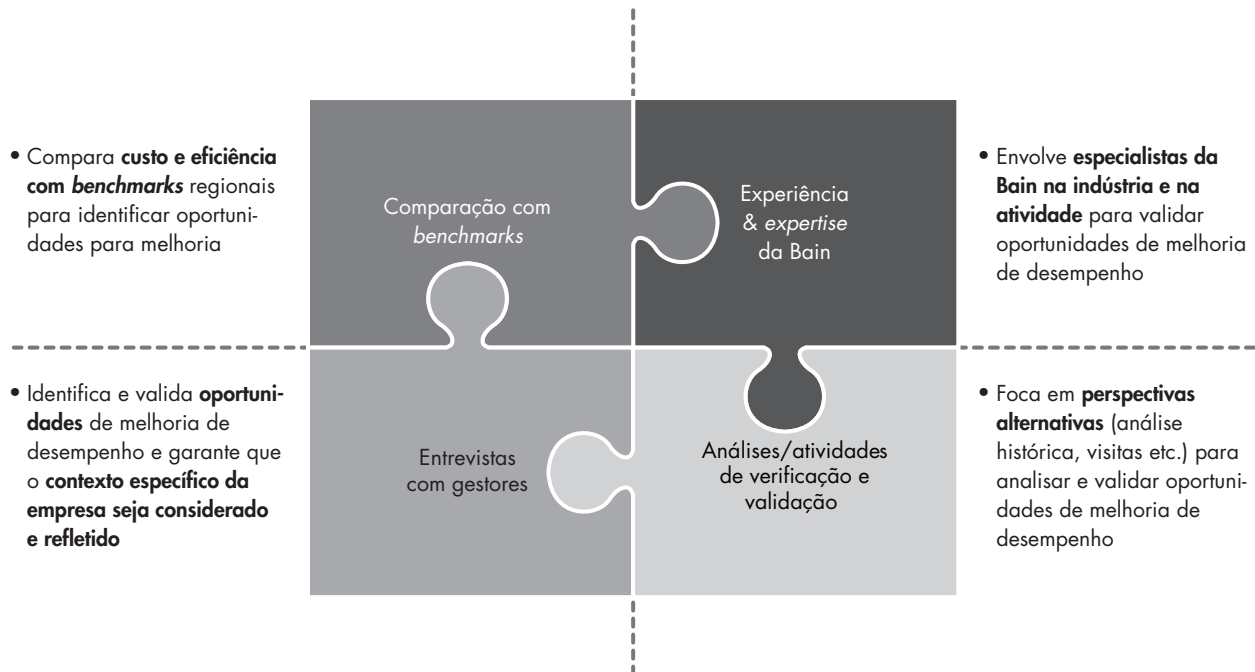 • Compara custo e eficiência
com benchmarks regionais
para identificar oportuni-
dades para melhoria
Comparação com
benchmarks
Experiência
& expertise
da Bain
• Envolve especialistas da
Bain na indústria e na
atividade para validar
oportunidades de melhoria
de desempenho
• Identifica e valida oportuni-
dades de melhoria de
desempenho e garante que
o contexto específico da
empresa seja considerado
e refletido
Entrevistas
com gestores
Análises/atividades
de verificação e
validação
• Foca em perspectivas
alternativas (análise
histórica, visitas etc.) para
analisar e validar oportuni-
dades de melhoria de
desempenho